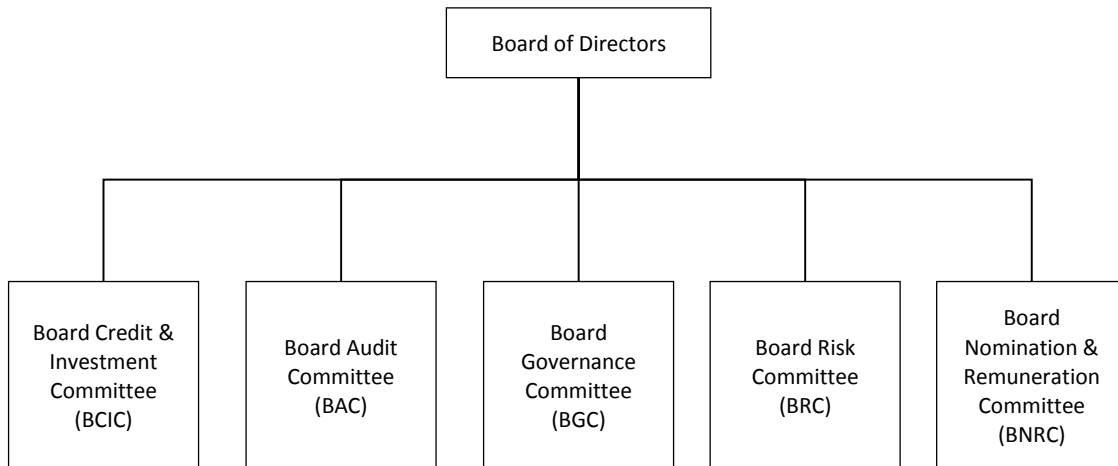 Board of Directors
Board Credit &
Investment
Committee
(BCIC)
Board Audit
Committee
(BAC)
Board
Governance
Committee
(BGC)
Board Risk
Committee
(BRC)
Board
Nomination &
Remuneration
Committee
(BNRC)